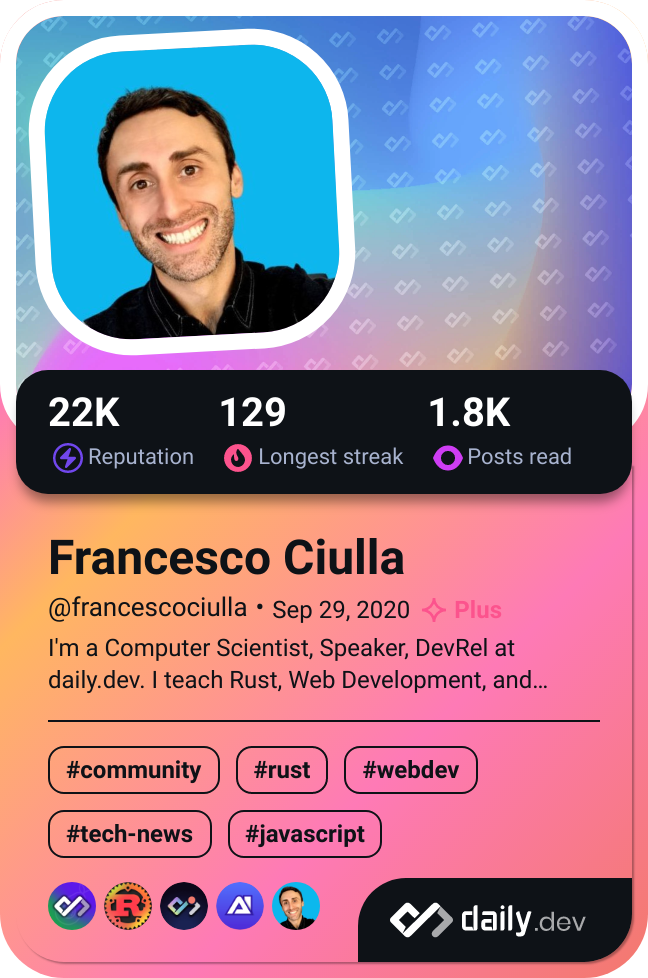 22K 129 1.8K
Reputation Longest streak Posts read
Francesco Ciulla
@francescociulla • Sep 29, 2020 Plus
I'm a Computer Scientist, Speaker, DevRel at
daily.dev. I teach Rust, Web Development, and…
#community #rust #webdev
#tech-news #javascript
R AI
daily.dev